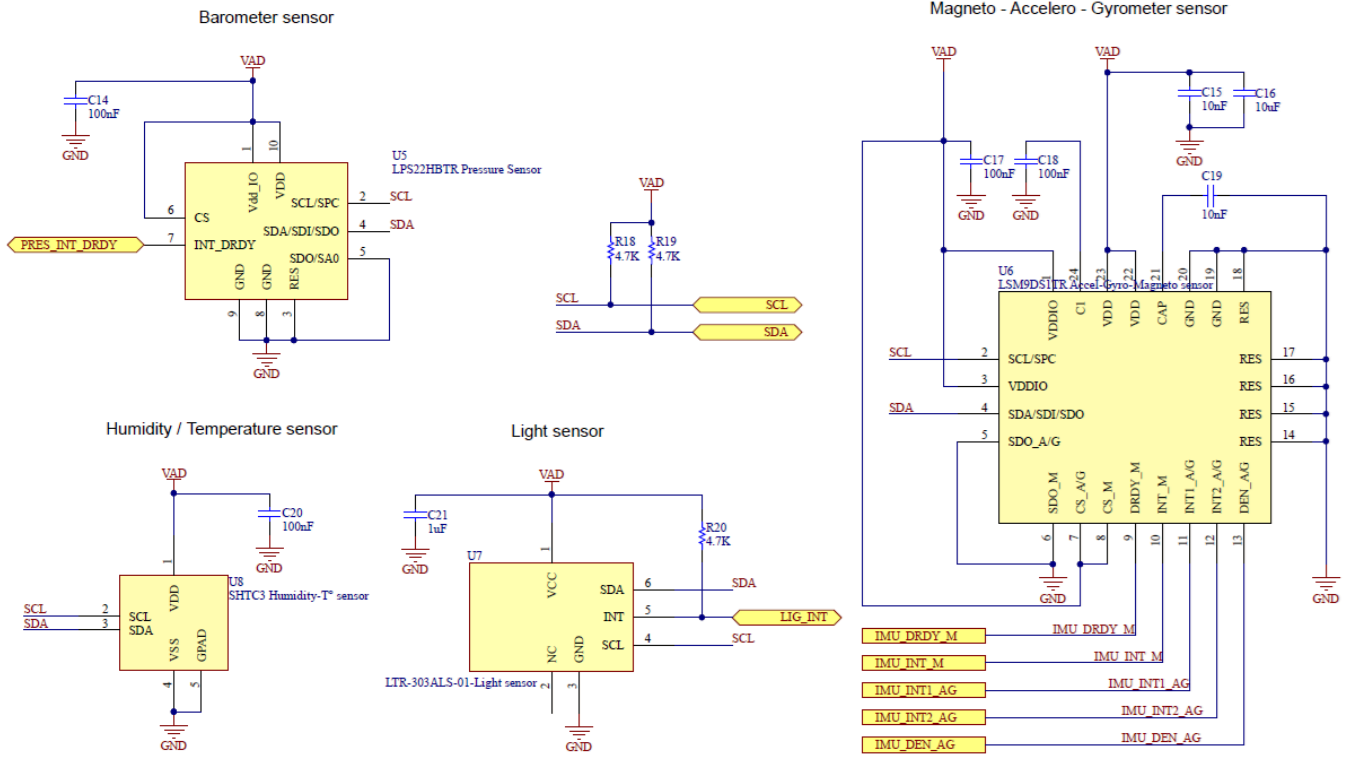 Barometer sensor
VAD
C14
100nF
GND
1
10
Vdd_IO
VDD
U5
LPS22HBTR Pressure Sensor
6
CS
SCL/SPC
2
SCL
SDA/SDI/SDO
4
SDA
PRES_INT_DRDY
7
INT_DRDY
SDO/SA0
5
GND
GND
RES
9
8
3
GND
VAD
R18
4.7K
R19
4.7K
SCL
SCL
SDA
SDA
Magneto - Accelero - Gyrometer sensor
VAD
VAD
C15
10nF
C16
10uF
GND
C17
100nF
C18
100nF
GND
GND
C19
10nF
U6
LSM9DS1TR Accel-Gyro-Magneto sensor
1
24
23
22
21
20
19
18
VDDIO
C1
VDD
VDD
CAP
GND
GND
RES
SCL
2
SCL/SPC
RES
17
3
VDDIO
RES
16
SDA
4
SDA/SDI/SDO
RES
15
5
SDO_A/G
RES
14
SDO_M
CS_A/G
CS_M
DRDY_M
INT_M
INT1_A/G
INT2_A/G
DEN_A/G
6
7
8
9
10
11
12
13
GND
GND
IMU_DRDY_M
IMU_DRDY_M
IMU_INT_M
IMU_INT_M
IMU_INT1_AG
IMU_INT1_AG
IMU_INT2_AG
IMU_INT2_AG
IMU_DEN_AG
IMU_DEN_AG
Humidity / Temperature sensor
VAD
C20
100nF
GND
1
U8
SHTC3 Humidity-T° sensor
VDD
SCL
2
SCL
SDA
3
SDA
VSS
GPAD
4
5
GND
Light sensor
VAD
C21
1uF
GND
R20
4.7K
U7
1
VCC
SDA
6
SDA
INT
5
LIG_INT
SCL
4
SCL
NC
GND
LTR-303ALS-01-Light sensor
2
3
GND